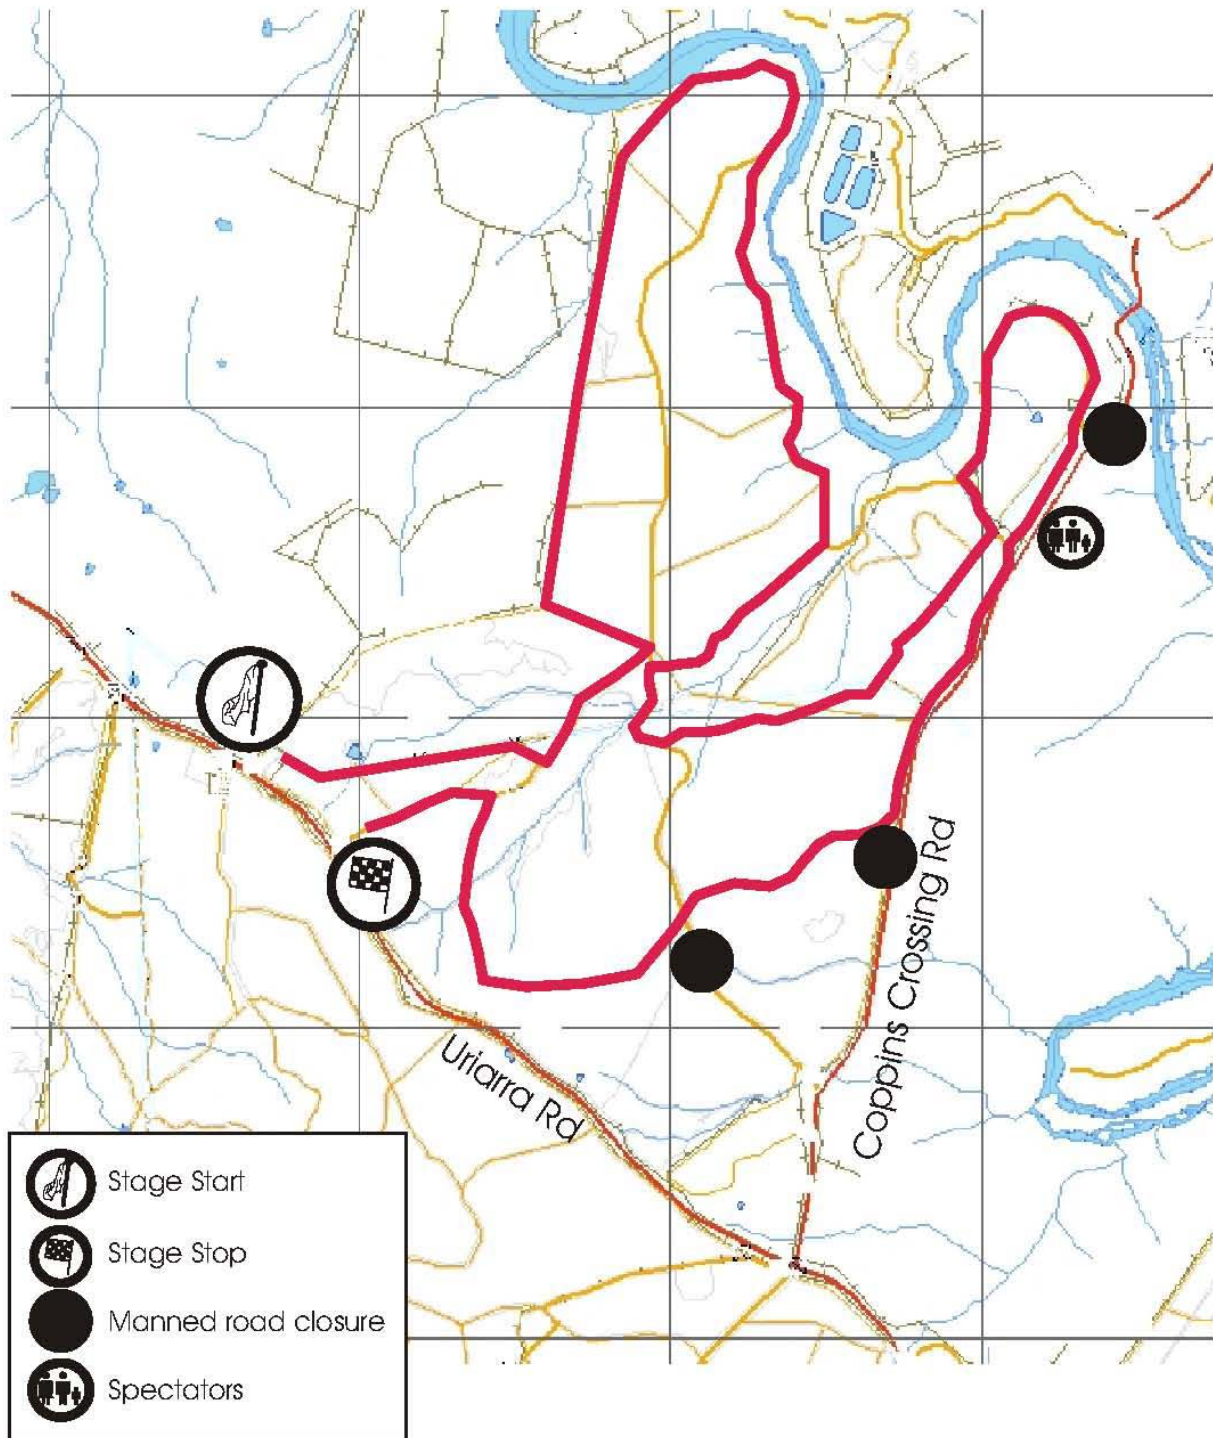 Coppins Crossing Rd
Uriarra Rd
Stage Start
Stage Stop
Manned road closure
Spectators